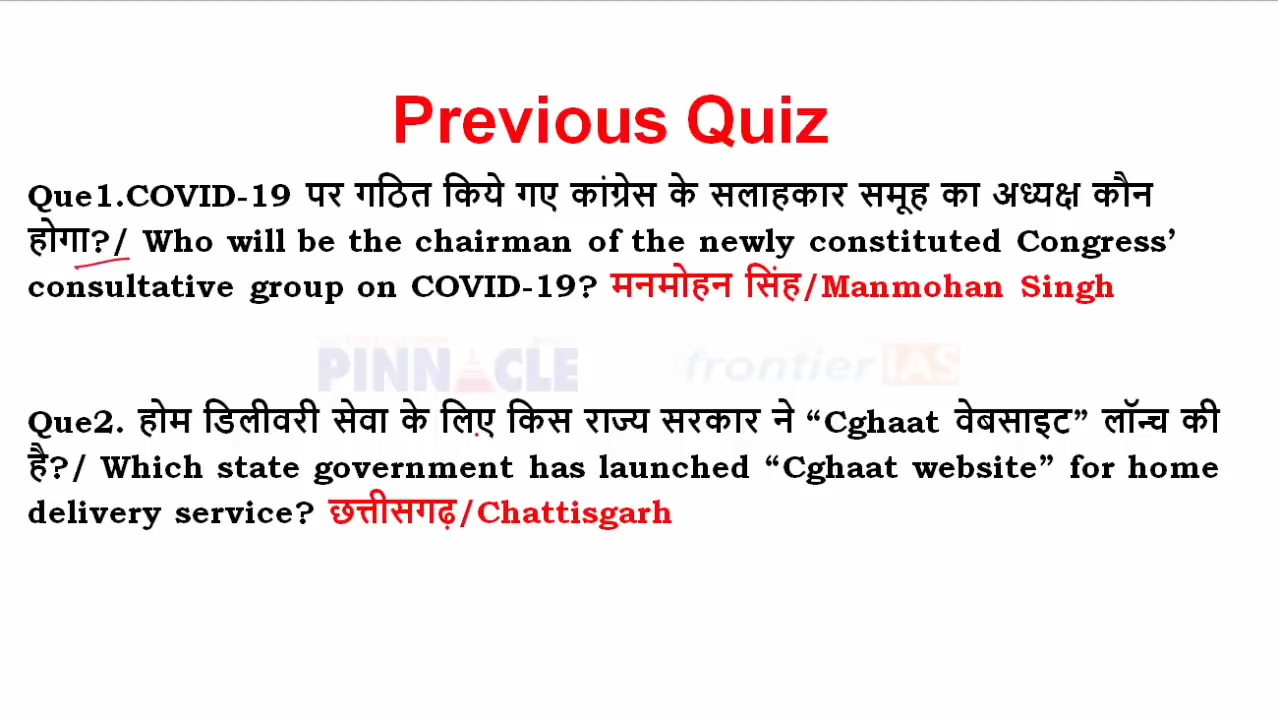 Previous Quiz
Que1.COVID-19 पर गठित किये गए कांग्रेस के सलाहकार समूह का अध्यक्ष कौन
होगा?/ Who will be the chairman of the newly constituted Congress’
consultative group on COVID-19? मनमोहन सिंह/Manmohan Singh
PINNACLE frontier IAS
Que2. होम डिलीवरी सेवा के लिए किस राज्य सरकार ने “Cghaat वेबसाइट” लॉन्च की
है?/ Which state government has launched “Cghaat website” for home
delivery service? छत्तीसगढ़/Chattisgarh